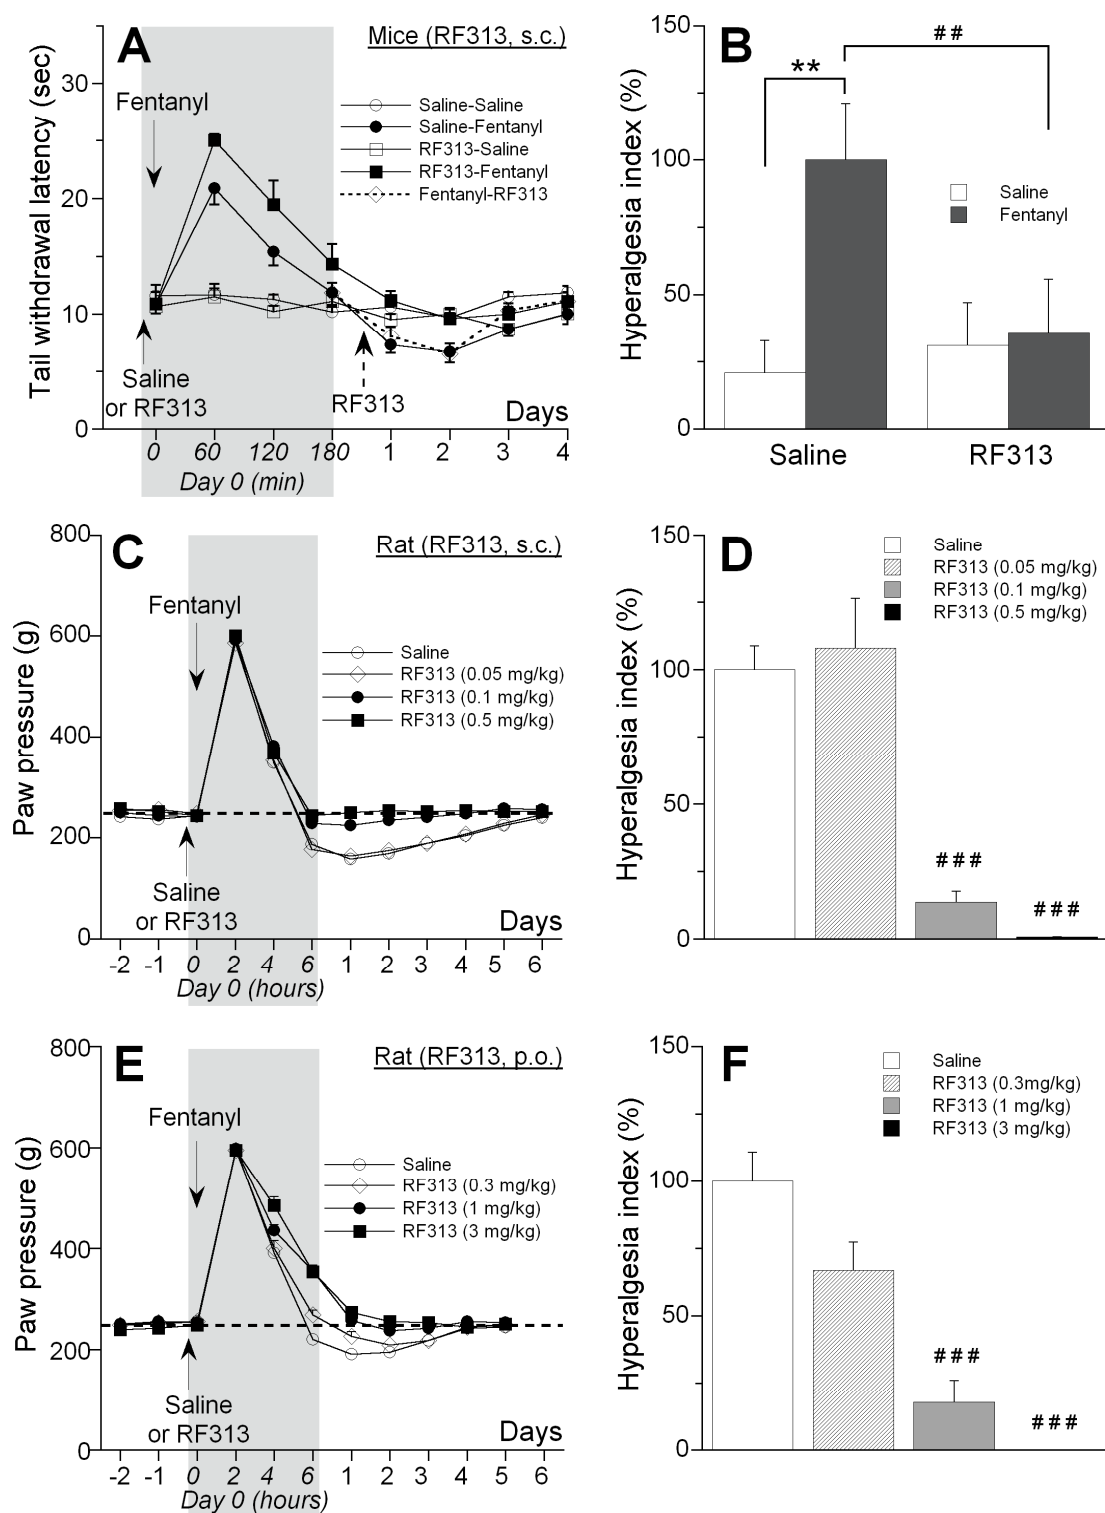 A
Mice (RF313, s.c.)
Tail withdrawal latency (sec)
30
20
10
0
Fentanyl
Saline-Saline
Saline-Fentanyl
RF313-Saline
RF313-Fentanyl
Fentanyl-RF313
Saline
or RF313
RF313
Days
0 60 120 180 1 2 3 4
Day 0 (min)
B
Hyperalgesia index (%)
150
100
50
0
**
##
Saline
Fentanyl
Saline RF313
C
Rat (RF313, s.c.)
Paw pressure (g)
800
600
400
200
0
Fentanyl
Saline
RF313 (0.05 mg/kg)
RF313 (0.1 mg/kg)
RF313 (0.5 mg/kg)
Saline
or RF313
Days
-2 -1 0 2 4 6 1 2 3 4 5 6
Day 0 (hours)
D
Hyperalgesia index (%)
150
100
50
0
Saline
RF313 (0.05 mg/kg)
RF313 (0.1 mg/kg)
RF313 (0.5 mg/kg)
###
###
E
Rat (RF313, p.o.)
Paw pressure (g)
800
600
400
200
0
Fentanyl
Saline
RF313 (0.3 mg/kg)
RF313 (1 mg/kg)
RF313 (3 mg/kg)
Saline
or RF313
Days
-2 -1 0 2 4 6 1 2 3 4 5 6
Day 0 (hours)
F
Hyperalgesia index (%)
150
100
50
0
Saline
RF313 (0.3mg/kg)
RF313 (1 mg/kg)
RF313 (3 mg/kg)
###
###